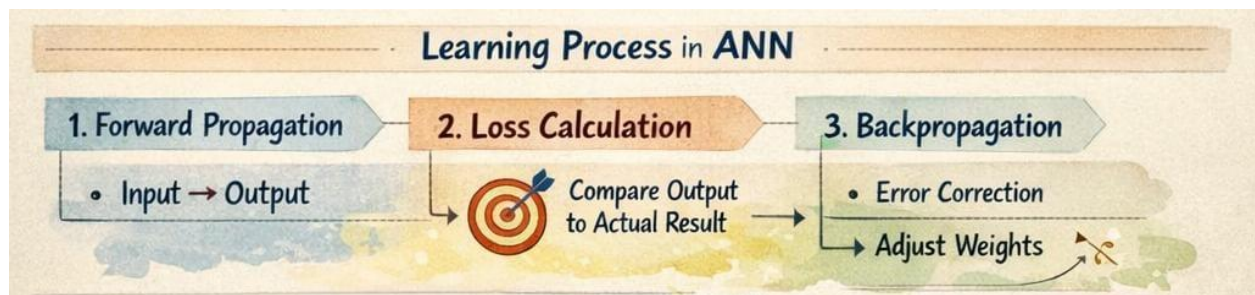 Learning Process in ANN
1. Forward Propagation
• Input → Output
2. Loss Calculation
Compare Output
to Actual Result
3. Backpropagation
• Error Correction
Adjust Weights